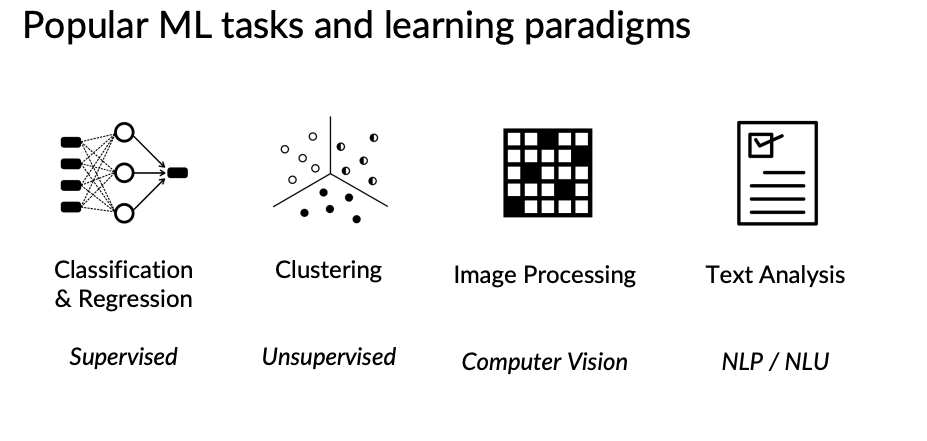 Popular ML tasks and learning paradigms
Classification
& Regression
Clustering
Image Processing
Text Analysis
Supervised
Unsupervised
Computer Vision
NLP / NLU